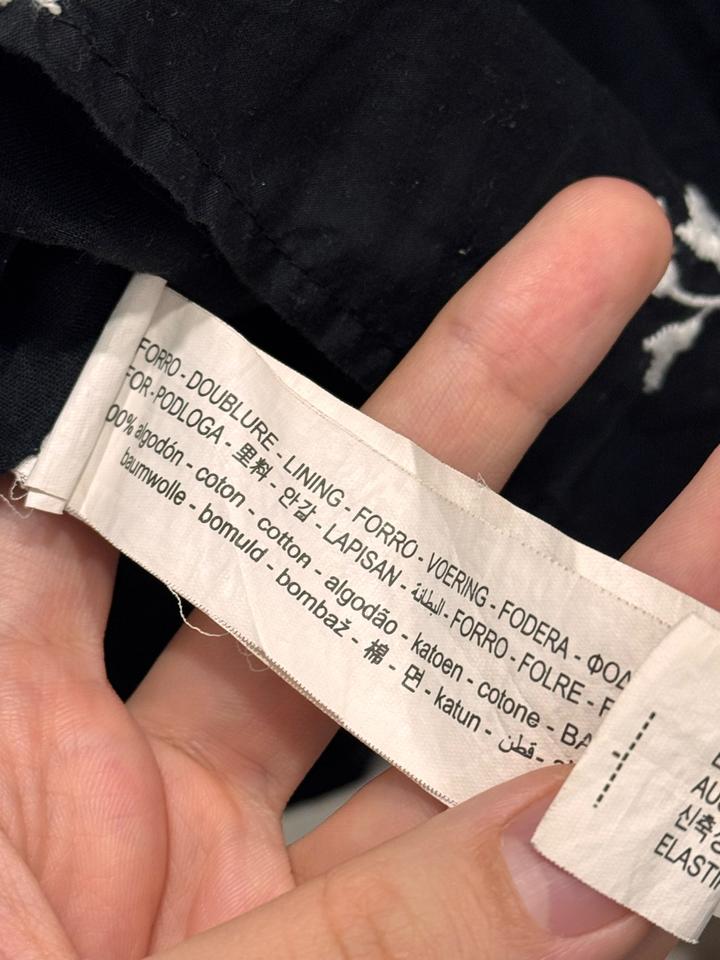 FORRO - DOUBLURE - LINING - FORRO - VOERING - FODERA - ΦΟΔ
FOR - PODLOGA - 里料 - 안감 - LAPISAN - البطانة - FORRO - FOLRE - F
00% algodón - coton - cotton - algodão - katoen - cotone - BA
baumwolle - bomuld - bombaž - 棉 - 면 - katun - قطن -
AU
신축성
ELASTI